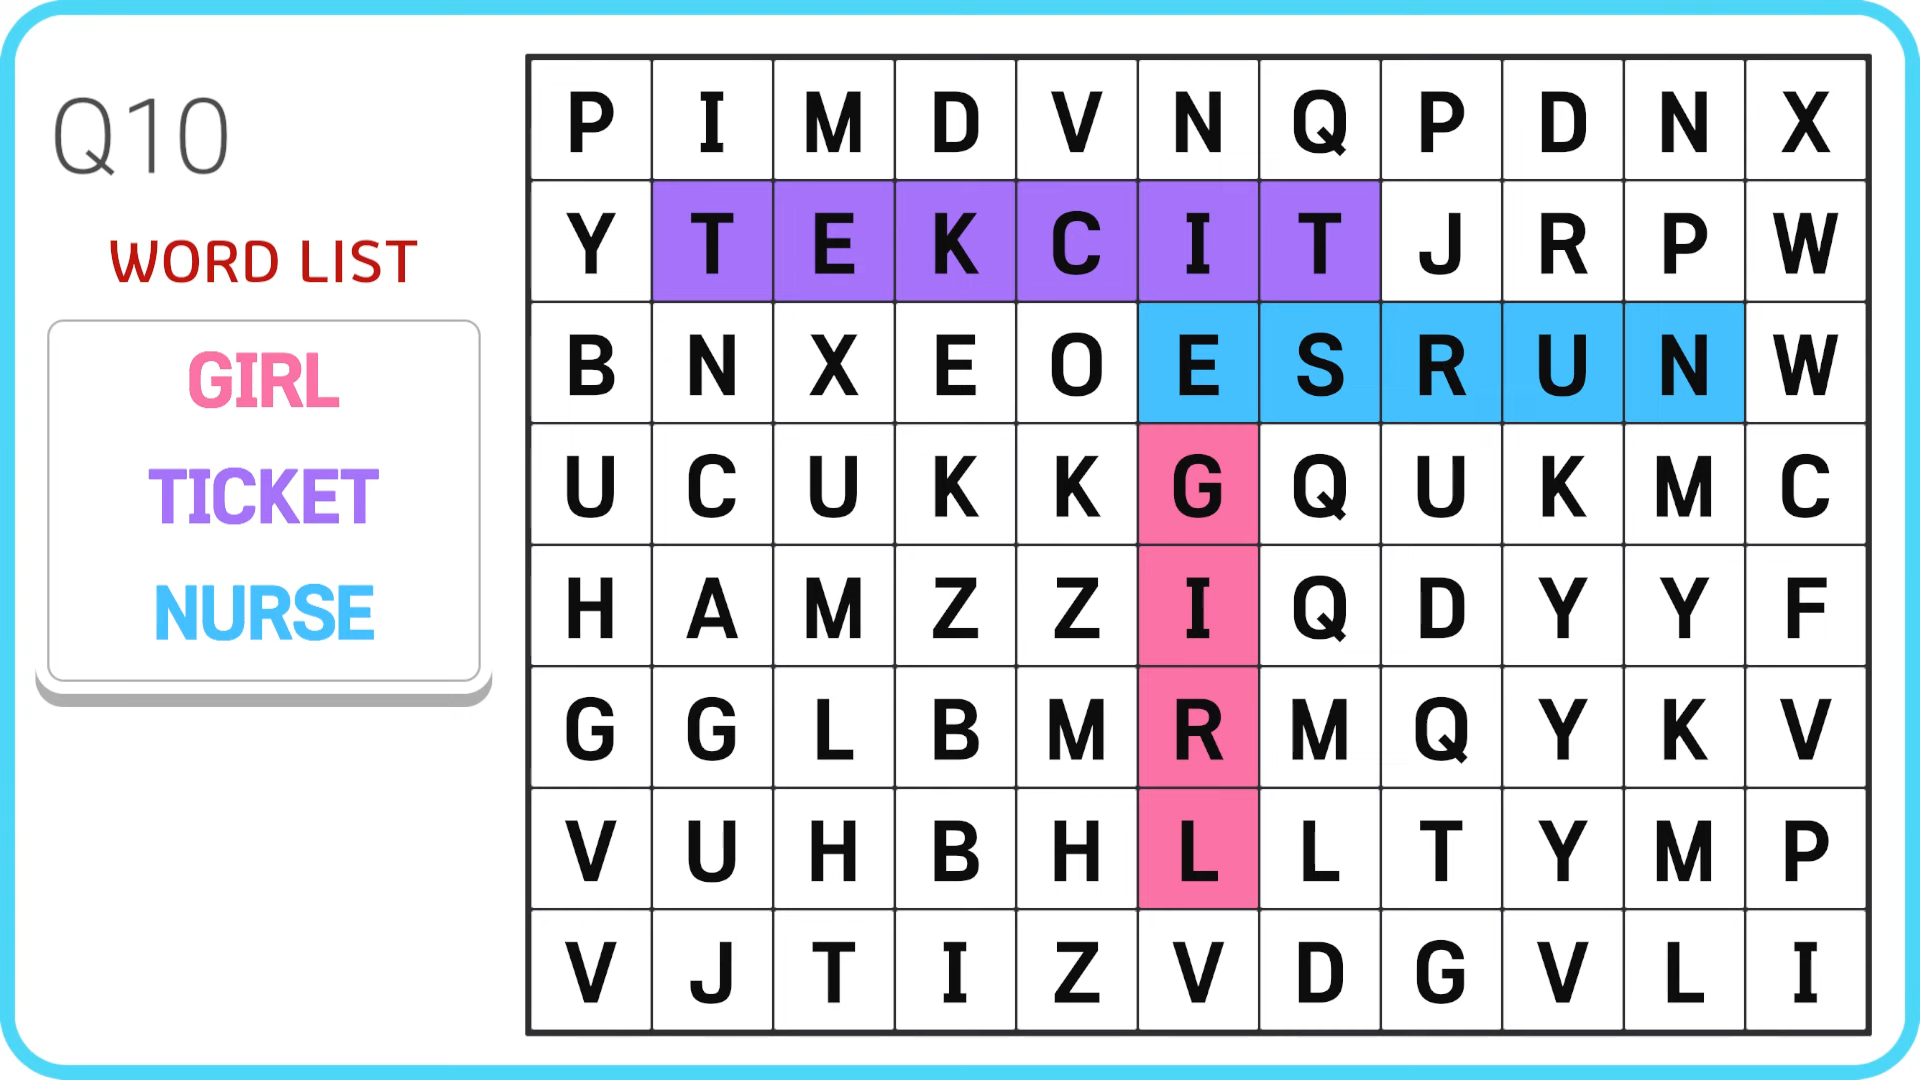 Q10
WORD LIST
GIRL
TICKET
NURSE
P I M D V N Q P D N X
Y T E K C I T J R P W
B N X E O E S R U N W
U C U K K G Q U K M C
H A M Z Z I Q D Y Y F
G G L B M R M Q Y K V
V U H B H L L T Y M P
V J T I Z V D G V L I